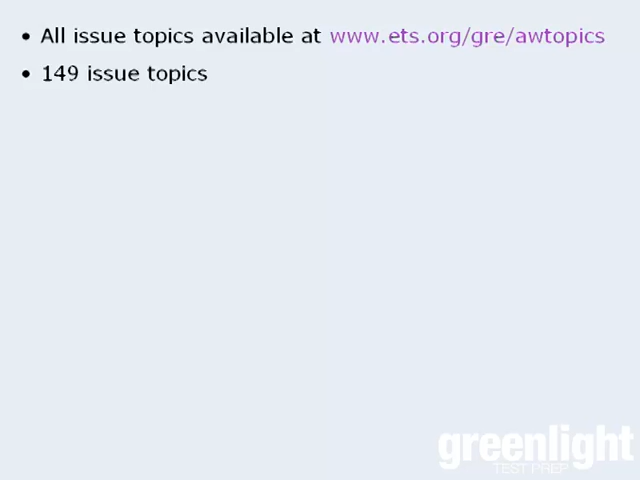 • All issue topics available at www.ets.org/gre/awtopics
• 149 issue topics
greenlight
TEST PREP